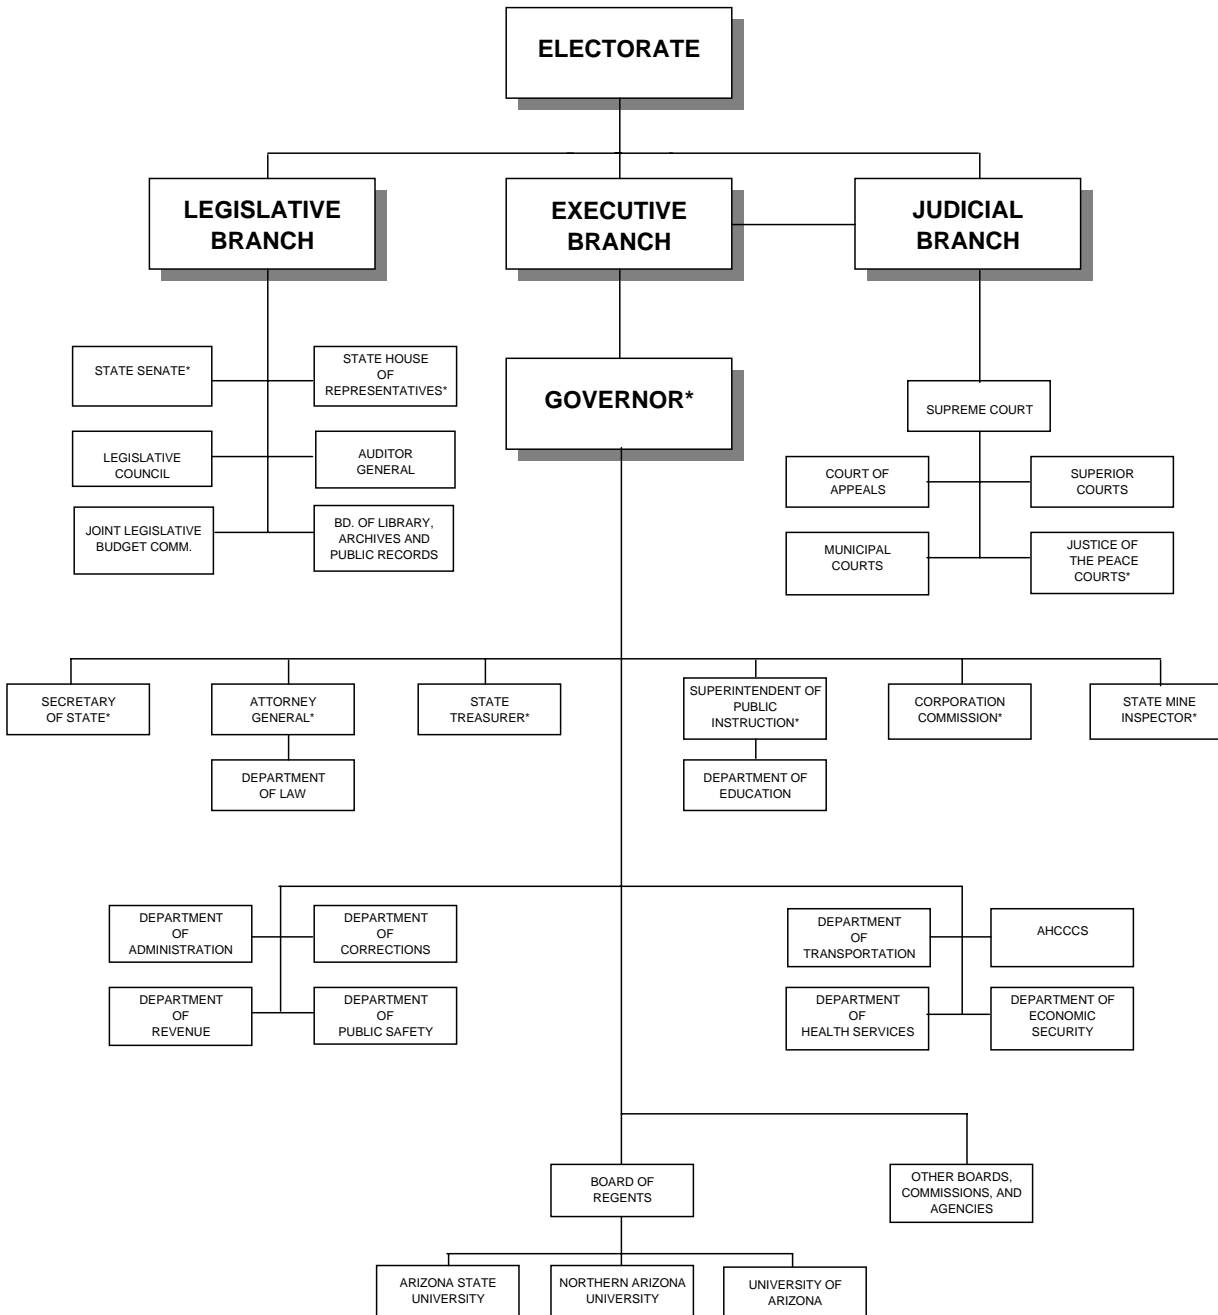 ELECTORATE
LEGISLATIVE
BRANCH
EXECUTIVE
BRANCH
JUDICIAL
BRANCH
STATE SENATE*
STATE HOUSE
OF
REPRESENTATIVES*
GOVERNOR*
SUPREME COURT
LEGISLATIVE
COUNCIL
AUDITOR
GENERAL
COURT OF
APPEALS
SUPERIOR
COURTS
JOINT LEGISLATIVE
BUDGET COMM.
BD. OF LIBRARY,
ARCHIVES AND
PUBLIC RECORDS
MUNICIPAL
COURTS
JUSTICE OF
THE PEACE
COURTS*
SECRETARY
OF STATE*
ATTORNEY
GENERAL*
STATE
TREASURER*
SUPERINTENDENT OF
PUBLIC
INSTRUCTION*
CORPORATION
COMMISSION*
STATE MINE
INSPECTOR*
DEPARTMENT
OF LAW
DEPARTMENT OF
EDUCATION
DEPARTMENT
OF
ADMINISTRATION
DEPARTMENT
OF
CORRECTIONS
DEPARTMENT
OF
TRANSPORTATION
AHCCCS
DEPARTMENT
OF
REVENUE
DEPARTMENT
OF
PUBLIC SAFETY
DEPARTMENT
OF
HEALTH SERVICES
DEPARTMENT OF
ECONOMIC
SECURITY
BOARD OF
REGENTS
OTHER BOARDS,
COMMISSIONS, AND
AGENCIES
ARIZONA STATE
UNIVERSITY
NORTHERN ARIZONA
UNIVERSITY
UNIVERSITY OF
ARIZONA